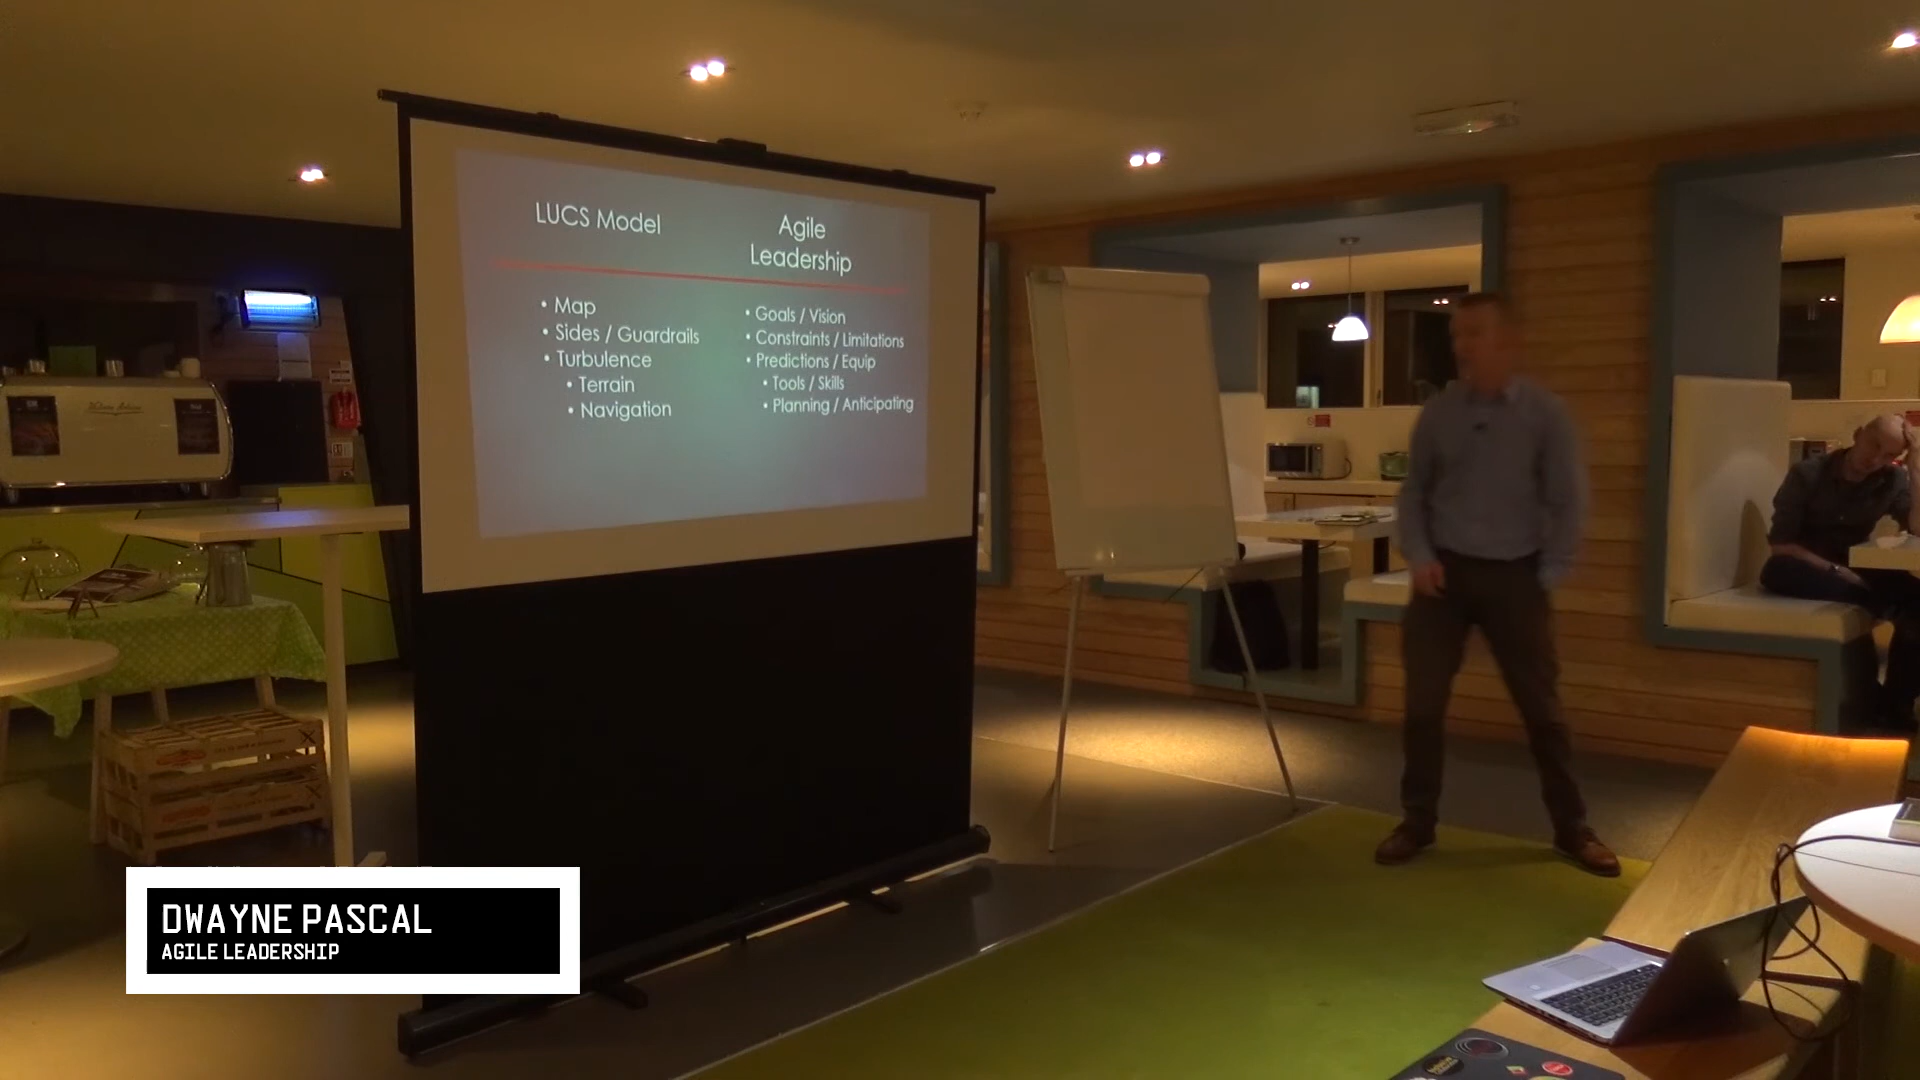 LUCS Model
• Map
• Sides / Guardrails
• Turbulence
• Terrain
• Navigation
Agile
Leadership
• Goals / Vision
• Constraints / Limitations
• Predictions / Equip
• Tools / Skills
• Planning / Anticipating
DWAYNE PASCAL
AGILE LEADERSHIP